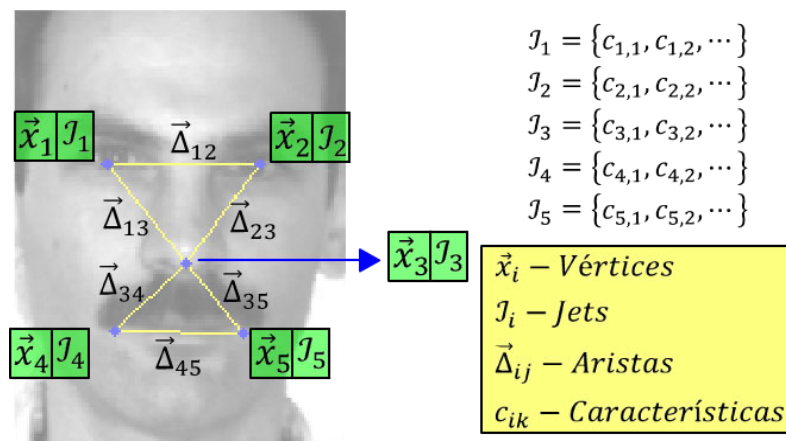 𝒥₁ = {c₁,₁, c₁,₂, ⋯}
𝒥₂ = {c₂,₁, c₂,₂, ⋯}
𝒥₃ = {c₃,₁, c₃,₂, ⋯}
𝒥₄ = {c₄,₁, c₄,₂, ⋯}
𝒥₅ = {c₅,₁, c₅,₂, ⋯}
x⃗₁ 𝒥₁
Δ⃗₁₂
x⃗₂ 𝒥₂
Δ⃗₁₃
Δ⃗₂₃
x⃗₃ 𝒥₃
Δ⃗₃₄
Δ⃗₃₅
x⃗₄ 𝒥₄
Δ⃗₄₅
x⃗₅ 𝒥₅
x⃗ᵢ − Vértices
𝒥ᵢ − Jets
Δ⃗ᵢⱼ − Aristas
cᵢₖ − Características